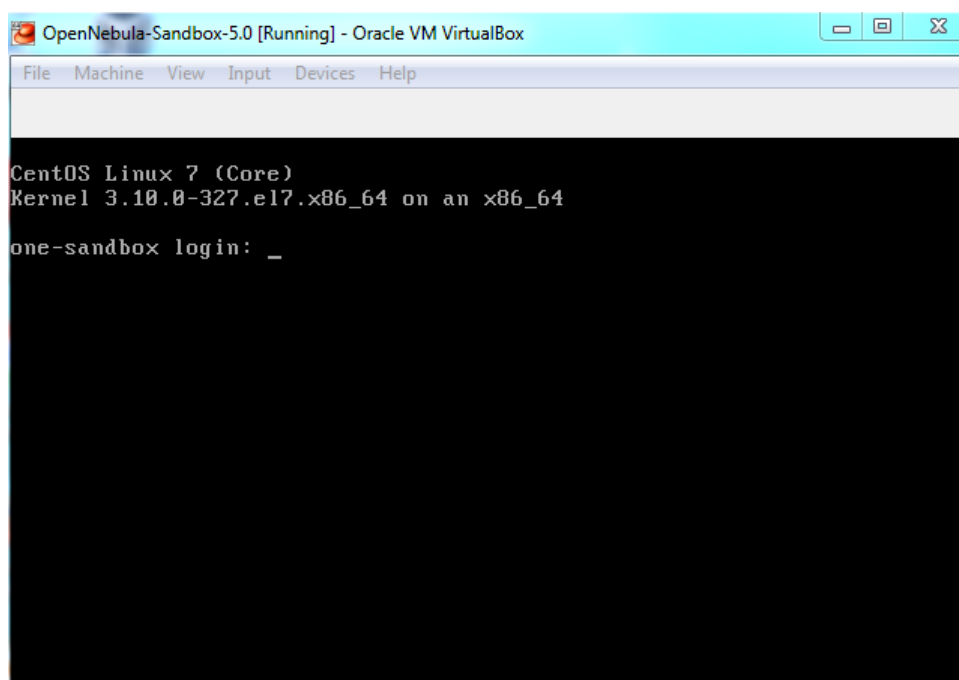 OpenNebula-Sandbox-5.0 [Running] - Oracle VM VirtualBox
File Machine View Input Devices Help
CentOS Linux 7 (Core)
Kernel 3.10.0-327.el7.x86_64 on an x86_64
one-sandbox login: _